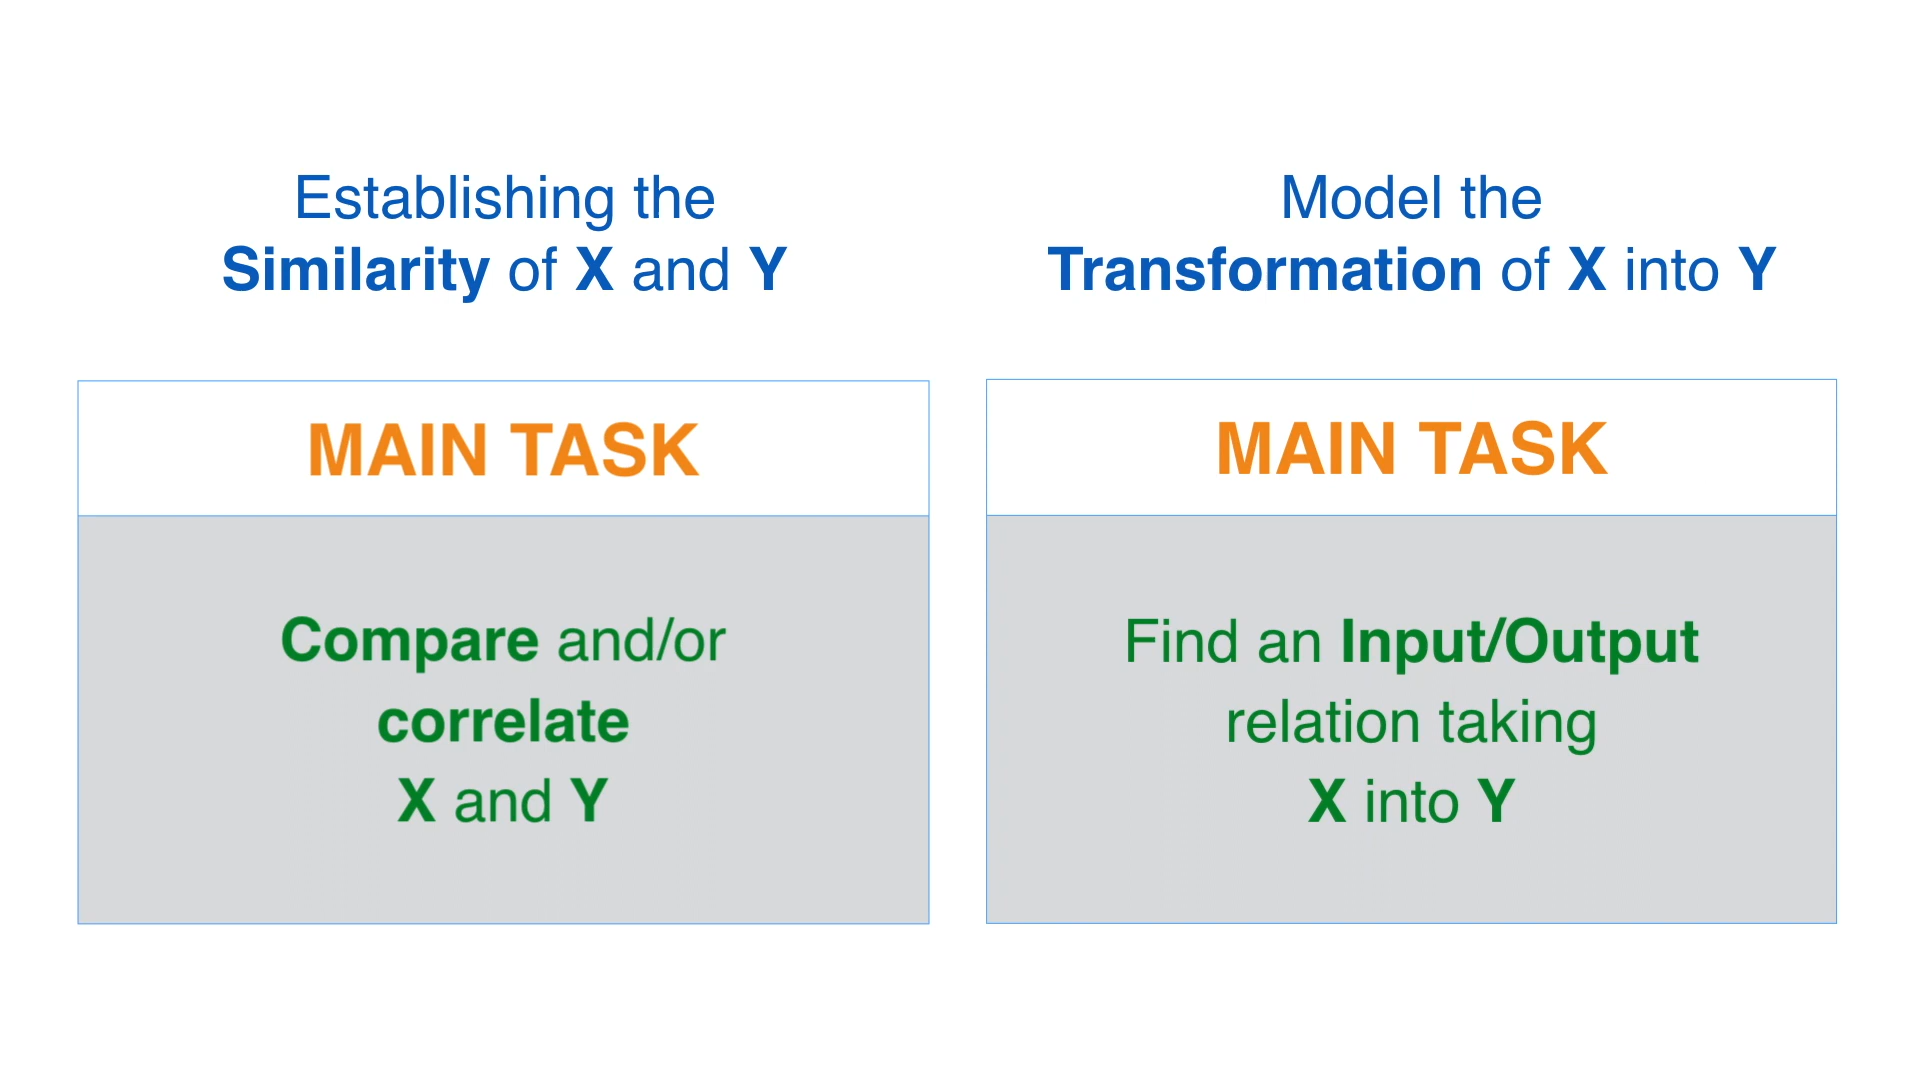 Establishing the
Similarity of X and Y
MAIN TASK
Compare and/or
correlate
X and Y
Model the
Transformation of X into Y
MAIN TASK
Find an Input/Output
relation taking
X into Y